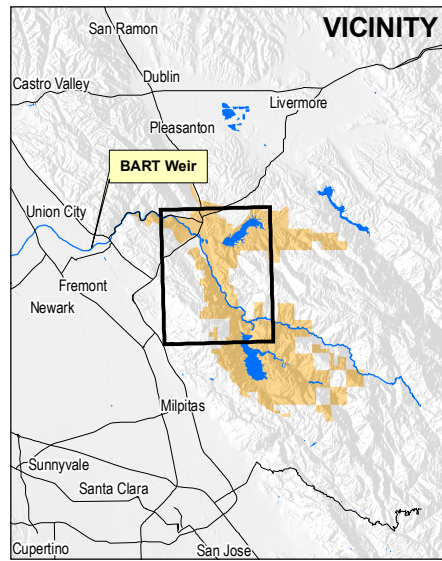 VICINITY
San Ramon
Dublin
Castro Valley
Livermore
Pleasanton
BART Weir
Union City
Fremont
Newark
Milpitas
Sunnyvale
Santa Clara
Cupertino
San Jose